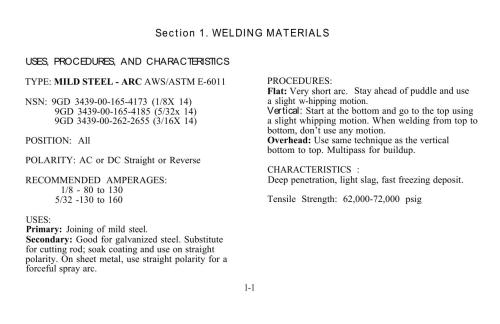 Section 1. WELDING MATERIALS
USES, PROCEDURES, AND CHARACTERISTICS
TYPE: MILD STEEL - ARC AWS/ASTM E-6011
NSN: 9GD 3439-00-165-4173 (1/8X 14)
9GD 3439-00-165-4185 (5/32x 14)
9GD 3439-00-262-2655 (3/16X 14)
POSITION: All
POLARITY: AC or DC Straight or Reverse
RECOMMENDED AMPERAGES:
1/8 - 80 to 130
5/32 -130 to 160
USES:
Primary: Joining of mild steel.
Secondary: Good for galvanized steel. Substitute
for cutting rod; soak coating and use on straight
polarity. On sheet metal, use straight polarity for a
forceful spray arc.
PROCEDURES:
Flat: Very short arc. Stay ahead of puddle and use
a slight w-hipping motion.
Vertical: Start at the bottom and go to the top using
a slight whipping motion. When welding from top to
bottom, don't use any motion.
Overhead: Use same technique as the vertical
bottom to top. Multipass for buildup.
CHARACTERISTICS :
Deep penetration, light slag, fast freezing deposit.
Tensile Strength: 62,000-72,000 psig
1-1